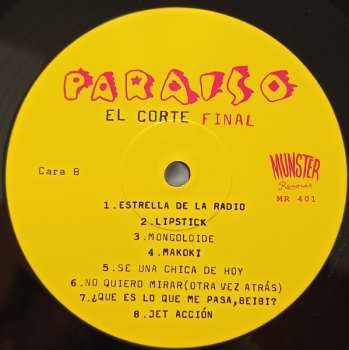 PARAISO
EL CORTE FINAL
Cara B
MUNSTER
Records
MR 401
1.ESTRELLA DE LA RADIO
2.LIPSTICK
3.MONGOLOIDE
4.MAKOKI
5.SE UNA CHICA DE HOY
6.NO QUIERO MIRAR(OTRA VEZ ATRÁS)
7.¿QUE ES LO QUE ME PASA,BEIBI?
8.JET ACCIÓN